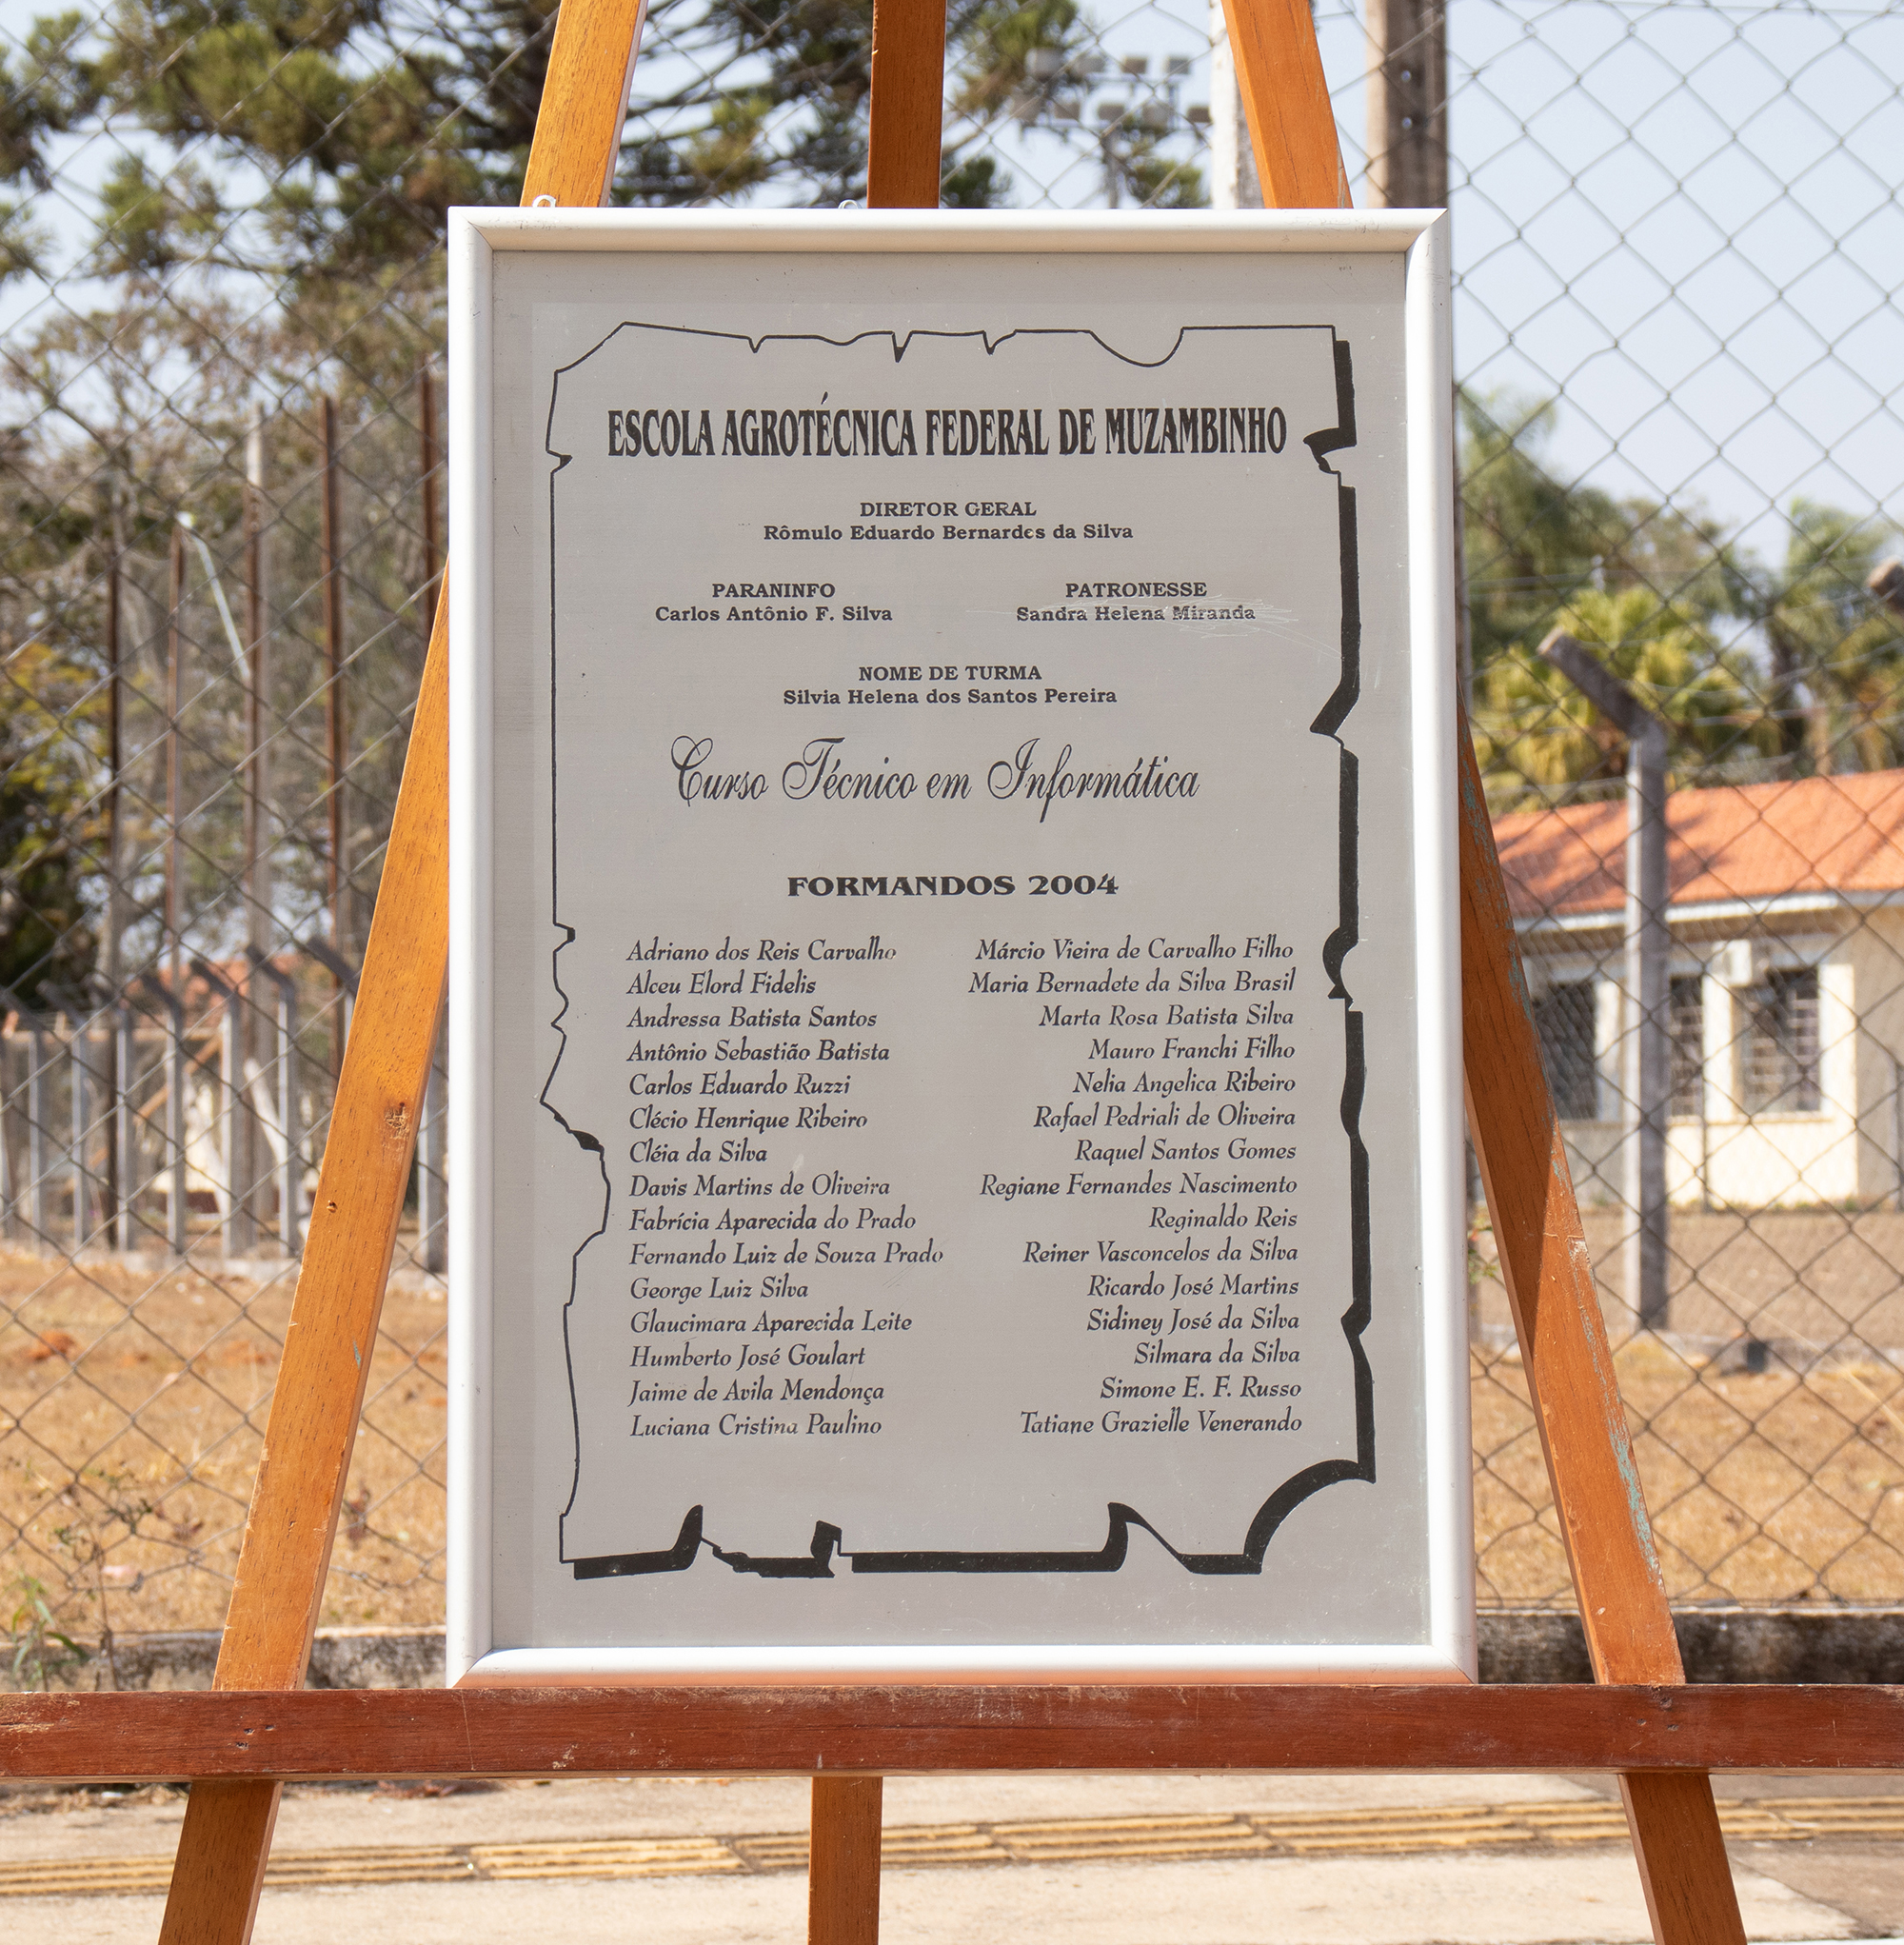 ESCOLA AGROTÉCNICA FEDERAL DE MUZAMBINHO
DIRETOR GERAL
Rômulo Eduardo Bernardes da Silva
PARANINFO
Carlos Antônio F. Silva
PATRONESSE
Sandra Helena Miranda
NOME DE TURMA
Silvia Helena dos Santos Pereira
Curso Técnico em Informática
FORMANDOS 2004
Adriano dos Reis Carvalho
Alceu Elord Fidelis
Andressa Batista Santos
Antônio Sebastião Batista
Carlos Eduardo Ruzzi
Clécio Henrique Ribeiro
Cléia da Silva
Davis Martins de Oliveira
Fabrícia Aparecida do Prado
Fernando Luiz de Souza Prado
George Luiz Silva
Glaucimara Aparecida Leite
Humberto José Goulart
Jaime de Avila Mendonça
Luciana Cristina Paulino
Márcio Vieira de Carvalho Filho
Maria Bernadete da Silva Brasil
Marta Rosa Batista Silva
Mauro Franchi Filho
Nelia Angelica Ribeiro
Rafael Pedriali de Oliveira
Raquel Santos Gomes
Regiane Fernandes Nascimento
Reginaldo Reis
Reiner Vasconcelos da Silva
Ricardo José Martins
Sidiney José da Silva
Silmara da Silva
Simone E. F. Russo
Tatiane Grazielle Venerando